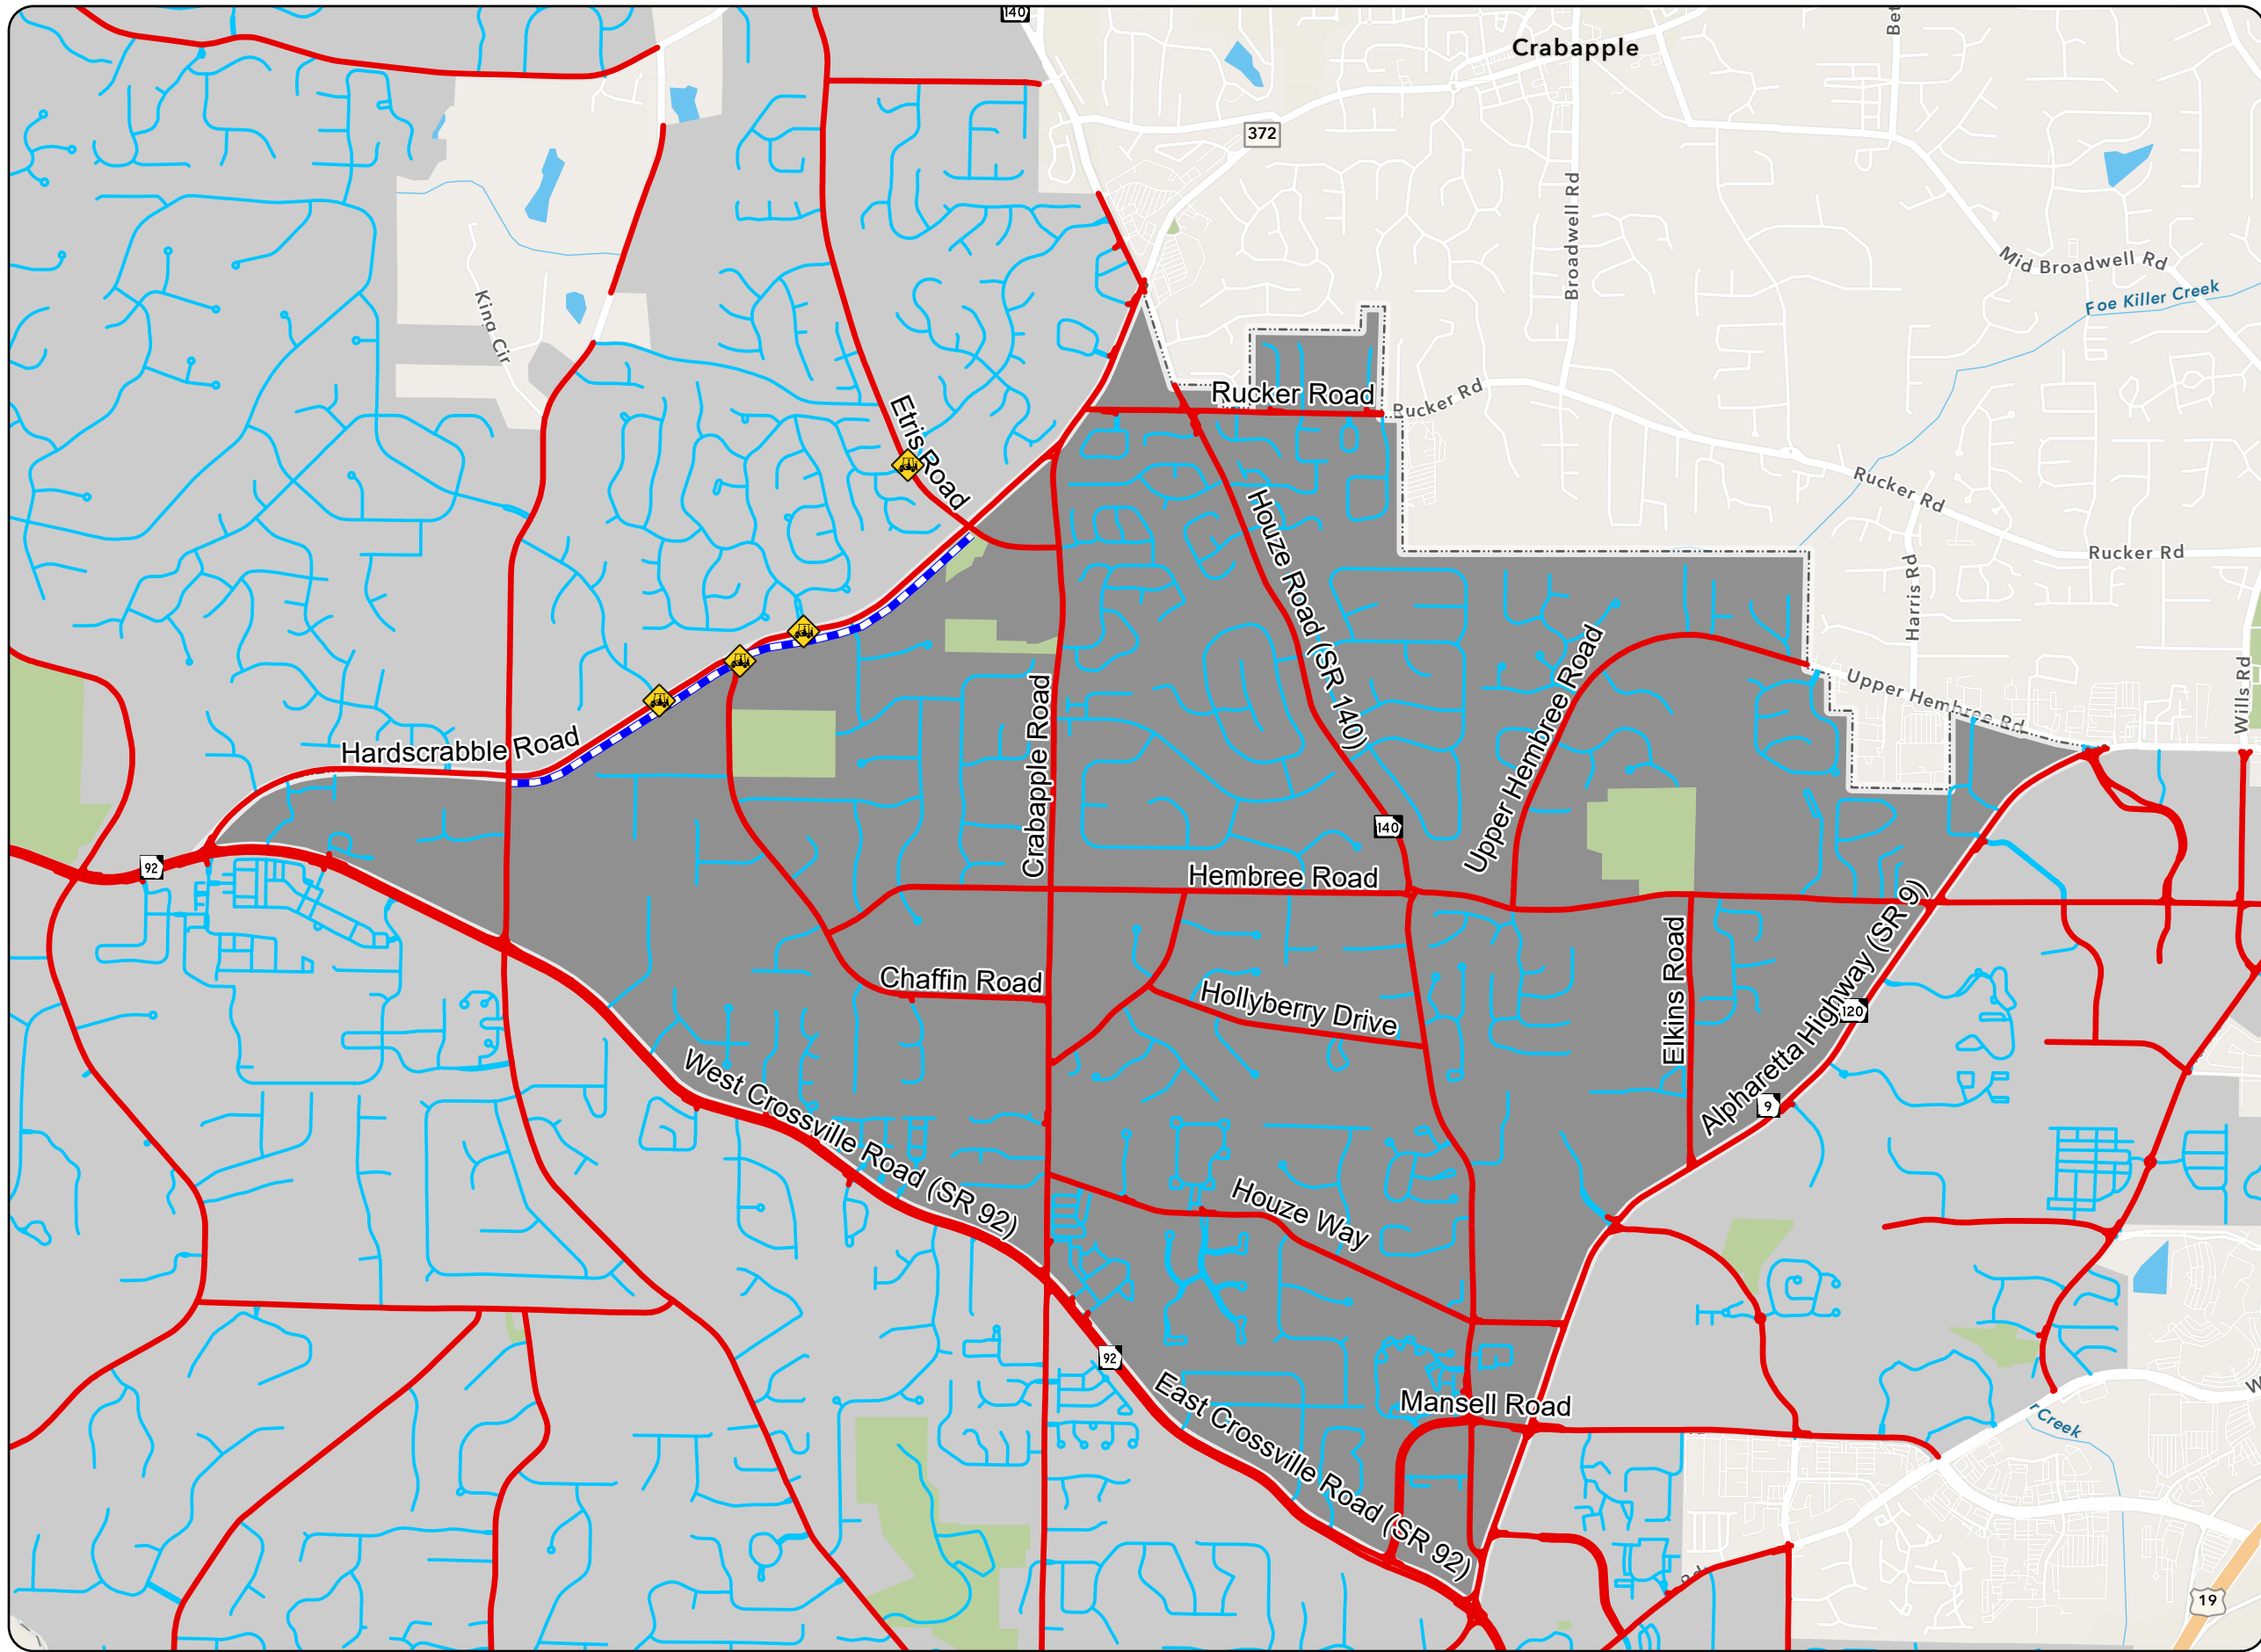 140
Crabapple
372
Broadwell Rd
Mid Broadwell Rd
Foe Killer Creek
King Cir
Etris Road
Rucker Road
Rucker Rd
Rucker Rd
Rucker Rd
Harris Rd
Houze Road (SR 140)
Upper Hembree Road
Upper Hembree Rd
Wills Rd
Hardscrabble Road
Crabapple Road
140
92
Hembree Road
Chaffin Road
Hollyberry Drive
Elkins Road
Alpharetta Highway (SR 9)
120
9
West Crossville Road (SR 92)
Houze Way
92
Mansell Road
East Crossville Road (SR 92)
19